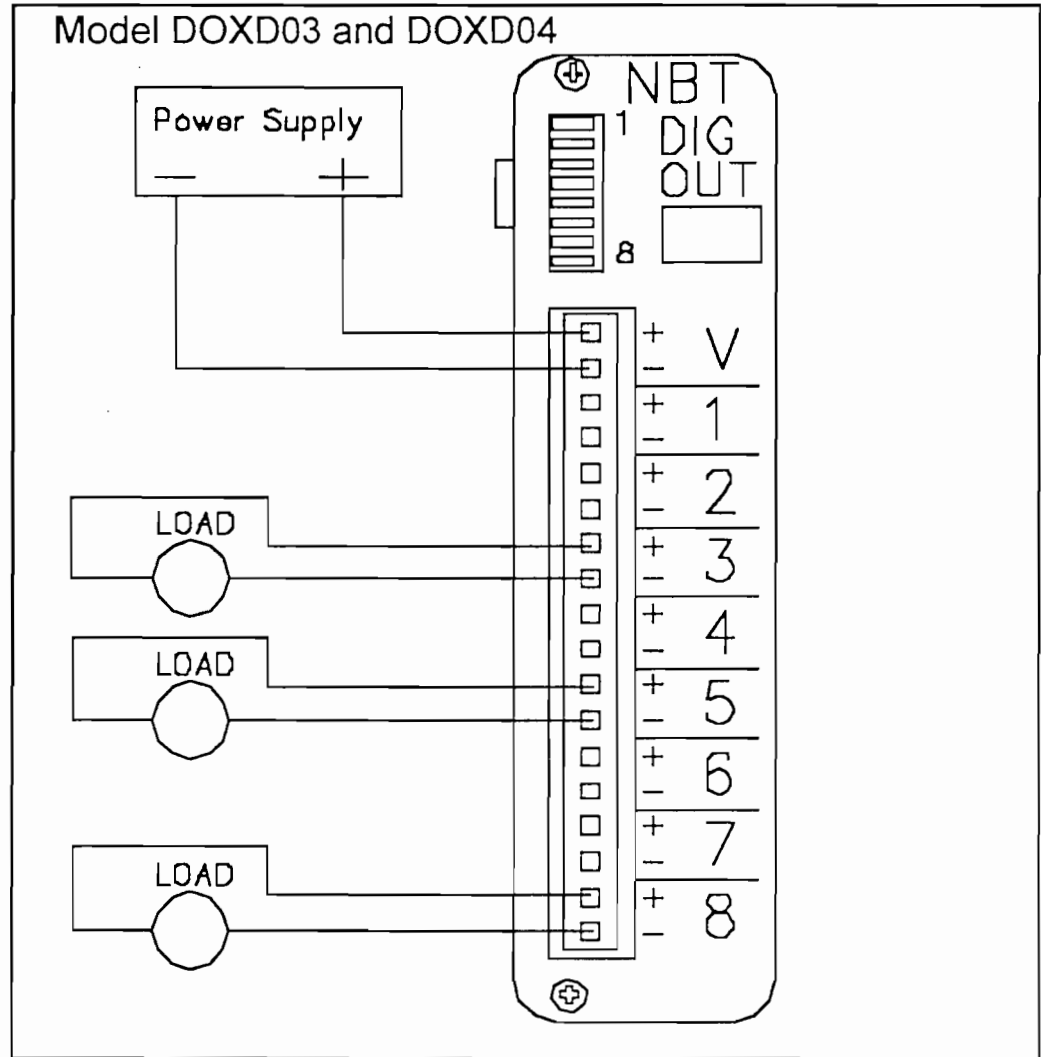 Model DOXD03 and DOXD04
Power Supply
− +
NBT
1 DIG
OUT
8
+ V
−
+ 1
−
+ 2
−
LOAD
+ 3
−
+ 4
−
LOAD
+ 5
−
+ 6
−
+ 7
−
LOAD
+ 8
−